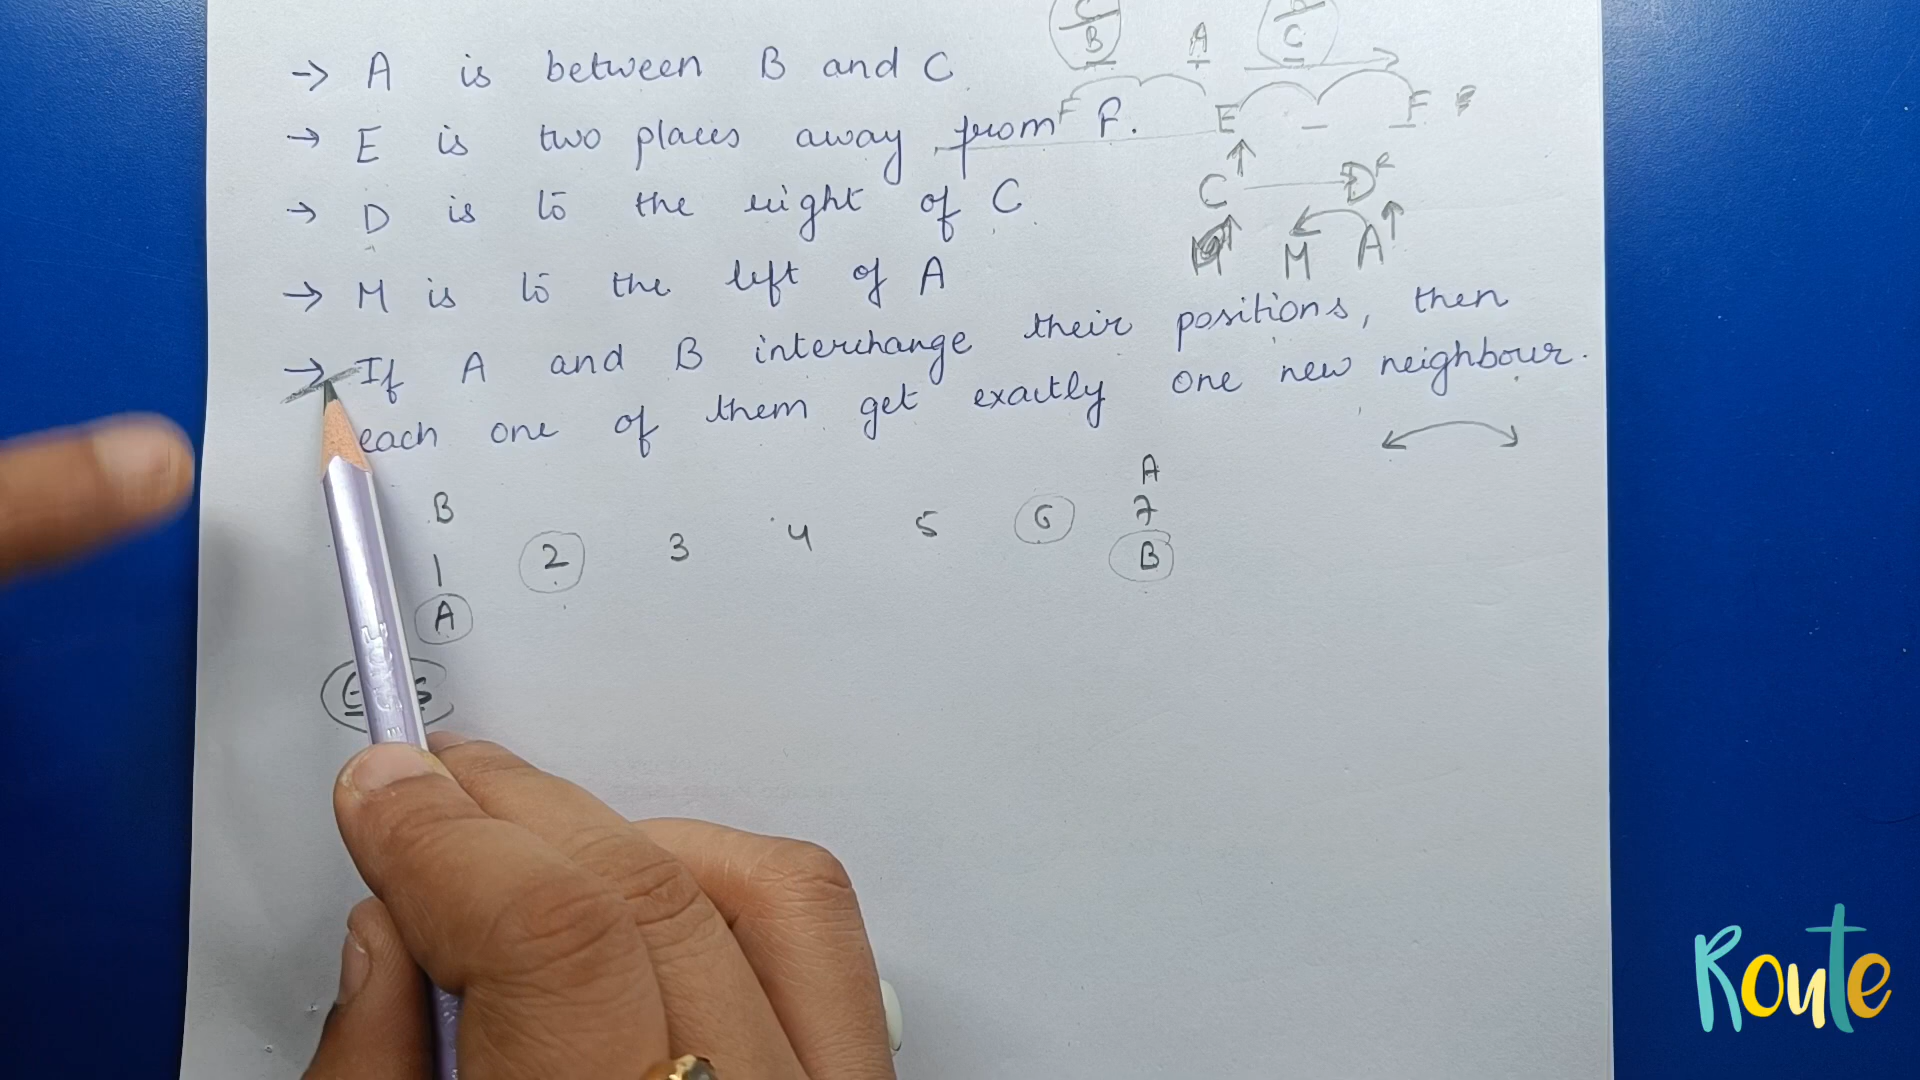 C
B
A
C
→ A is between B and C
→ E is two places away from F.
F
E _ F
→ D is to the right of C
C → D R
→ M is to the left of A
M A
→ If A and B interchange their positions, then
each one of them get exactly one new neighbour.
B A
1 2 3 4 5 6 7
A B
Route